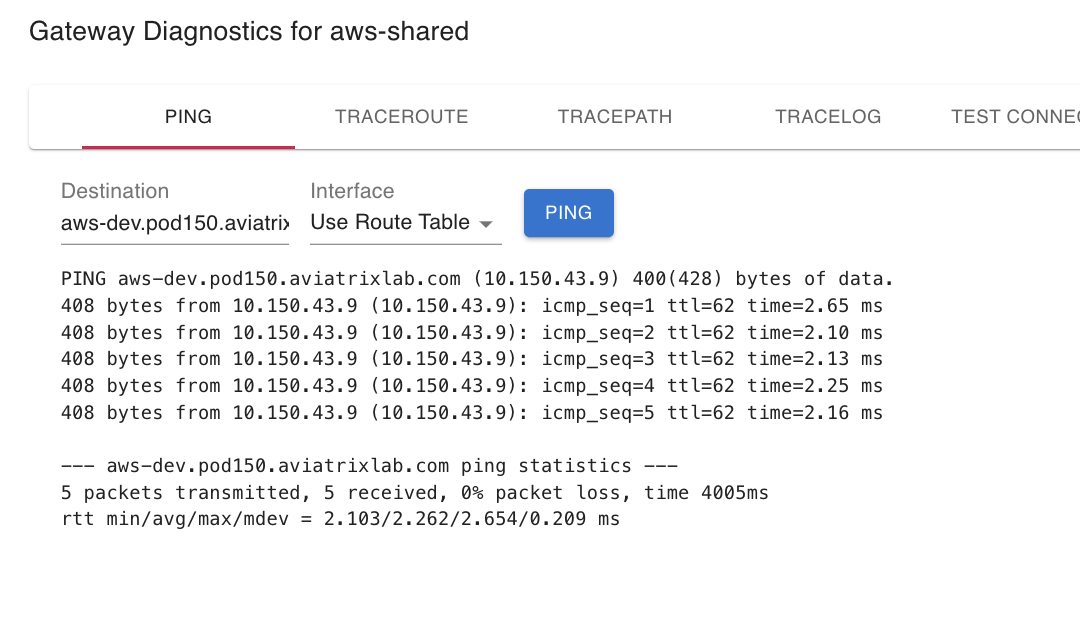 Gateway Diagnostics for aws-shared
PING TRACEROUTE TRACEPATH TRACELOG TEST CONNEC
Destination Interface
aws-dev.pod150.aviatrix Use Route Table PING
PING aws-dev.pod150.aviatrixlab.com (10.150.43.9) 400(428) bytes of data.
408 bytes from 10.150.43.9 (10.150.43.9): icmp_seq=1 ttl=62 time=2.65 ms
408 bytes from 10.150.43.9 (10.150.43.9): icmp_seq=2 ttl=62 time=2.10 ms
408 bytes from 10.150.43.9 (10.150.43.9): icmp_seq=3 ttl=62 time=2.13 ms
408 bytes from 10.150.43.9 (10.150.43.9): icmp_seq=4 ttl=62 time=2.25 ms
408 bytes from 10.150.43.9 (10.150.43.9): icmp_seq=5 ttl=62 time=2.16 ms
--- aws-dev.pod150.aviatrixlab.com ping statistics ---
5 packets transmitted, 5 received, 0% packet loss, time 4005ms
rtt min/avg/max/mdev = 2.103/2.262/2.654/0.209 ms